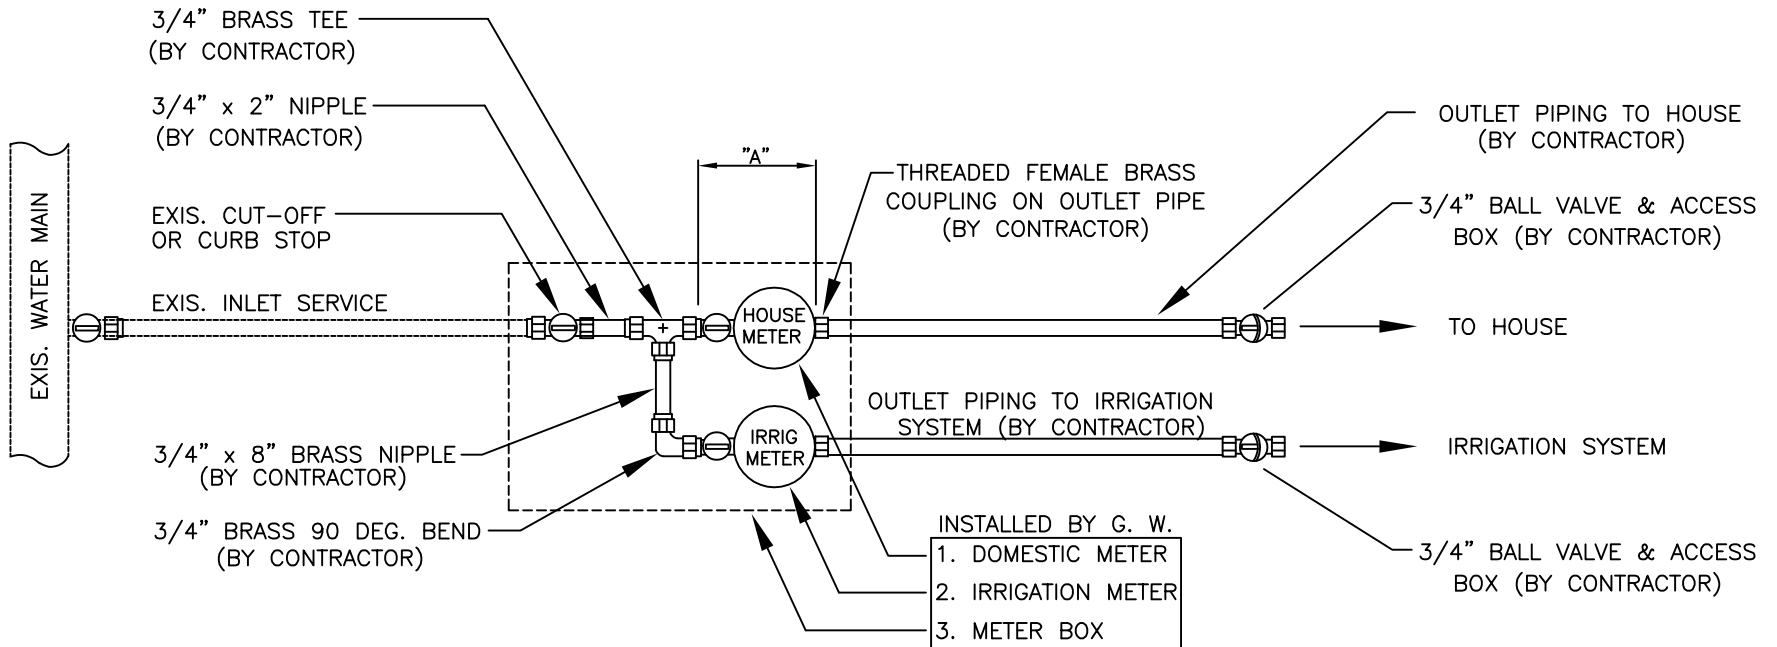 3/4" BRASS TEE
(BY CONTRACTOR)
3/4" x 2" NIPPLE
(BY CONTRACTOR)
EXIS. CUT-OFF
OR CURB STOP
EXIS. INLET SERVICE
EXIS. WATER MAIN
3/4" x 8" BRASS NIPPLE
(BY CONTRACTOR)
3/4" BRASS 90 DEG. BEND
(BY CONTRACTOR)
"A"
THREADED FEMALE BRASS
COUPLING ON OUTLET PIPE
(BY CONTRACTOR)
HOUSE
METER
IRRIG
METER
OUTLET PIPING TO IRRIGATION
SYSTEM (BY CONTRACTOR)
INSTALLED BY G. W.
1. DOMESTIC METER
2. IRRIGATION METER
3. METER BOX
OUTLET PIPING TO HOUSE
(BY CONTRACTOR)
3/4" BALL VALVE & ACCESS
BOX (BY CONTRACTOR)
TO HOUSE
IRRIGATION SYSTEM
3/4" BALL VALVE & ACCESS
BOX (BY CONTRACTOR)